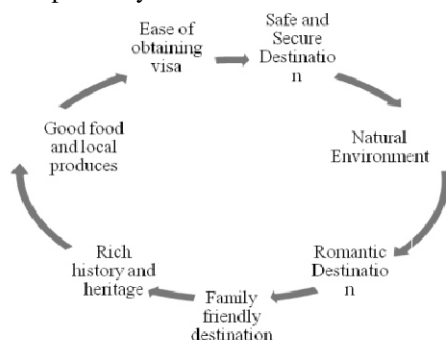 Ease of
obtaining
visa
Safe and
Secure
Destinatio
n
Natural
Environment
Romantic
Destinatio
n
Family
friendly
destination
Rich
history and
heritage
Good food
and local
produces